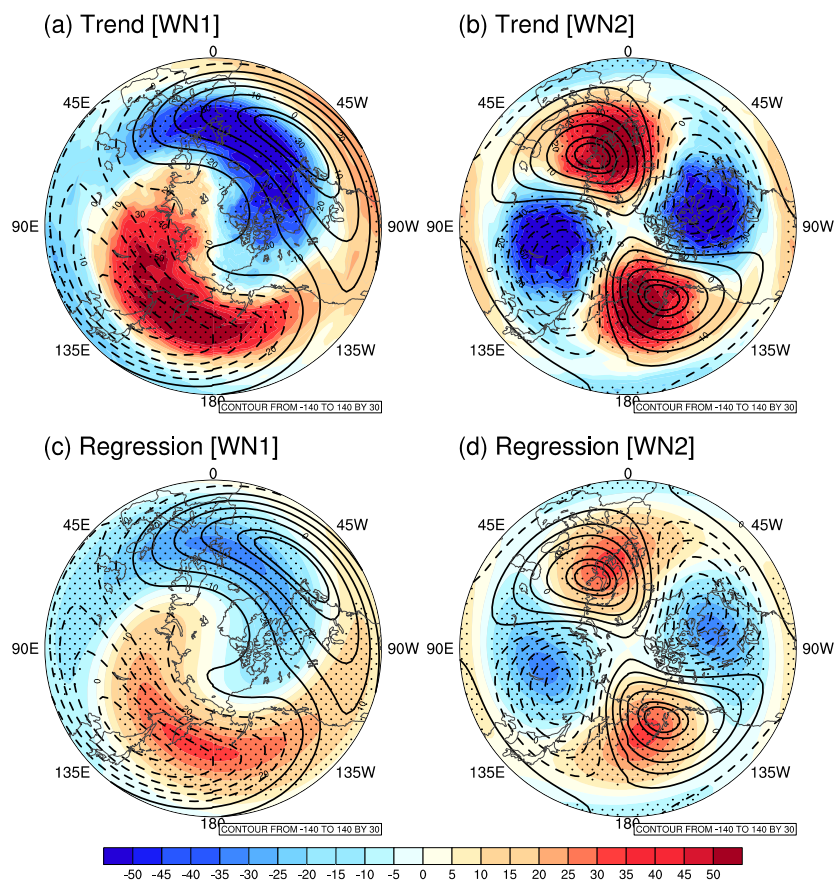 (a) Trend [WN1]
(b) Trend [WN2]
0
45E
45W
90E
90W
135E
135W
180
CONTOUR FROM -140 TO 140 BY 30
0
45E
45W
90E
90W
135E
135W
180
CONTOUR FROM -140 TO 140 BY 30
(c) Regression [WN1]
(d) Regression [WN2]
0
45E
45W
90E
90W
135E
135W
180
CONTOUR FROM -140 TO 140 BY 30
0
45E
45W
90E
90W
135E
135W
180
CONTOUR FROM -140 TO 140 BY 30
-50 -45 -40 -35 -30 -25 -20 -15 -10 -5 0 5 10 15 20 25 30 35 40 45 50